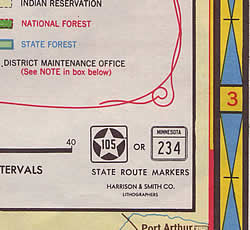 INDIAN RESERVATION
NATIONAL FOREST
STATE FOREST
DISTRICT MAINTENANCE OFFICE
(See NOTE in box below)
3
40
105 OR MINNESOTA 234
TERVALS
STATE ROUTE MARKERS
HARRISON & SMITH CO.
LITHOGRAPHERS
Port Arthur